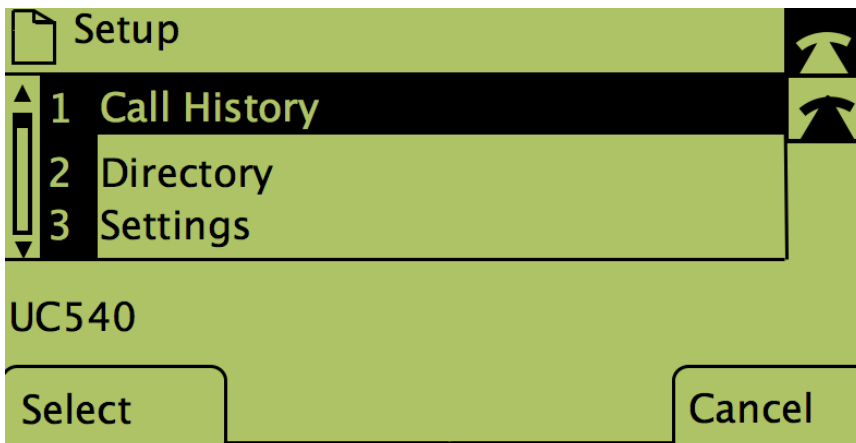 Setup
1 Call History
2 Directory
3 Settings
UC540
Select Cancel